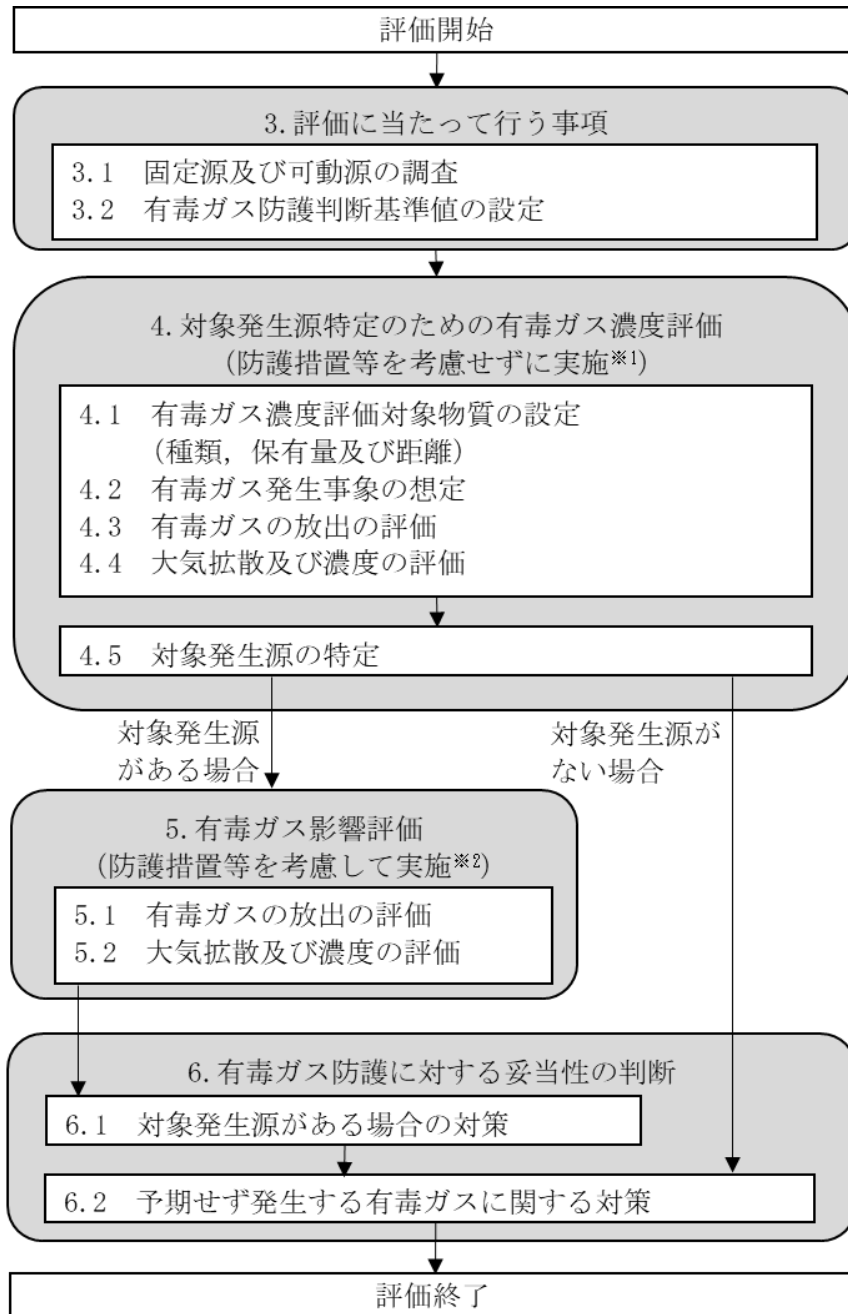 評価開始
3.評価に当たって行う事項
3.1 固定源及び可動源の調査
3.2 有毒ガス防護判断基準値の設定
4.対象発生源特定のための有毒ガス濃度評価
(防護措置等を考慮せずに実施※1)
4.1 有毒ガス濃度評価対象物質の設定
(種類，保有量及び距離)
4.2 有毒ガス発生事象の想定
4.3 有毒ガスの放出の評価
4.4 大気拡散及び濃度の評価
4.5 対象発生源の特定
対象発生源
がある場合
対象発生源が
ない場合
5.有毒ガス影響評価
(防護措置等を考慮して実施※2)
5.1 有毒ガスの放出の評価
5.2 大気拡散及び濃度の評価
6.有毒ガス防護に対する妥当性の判断
6.1 対象発生源がある場合の対策
6.2 予期せず発生する有毒ガスに関する対策
評価終了